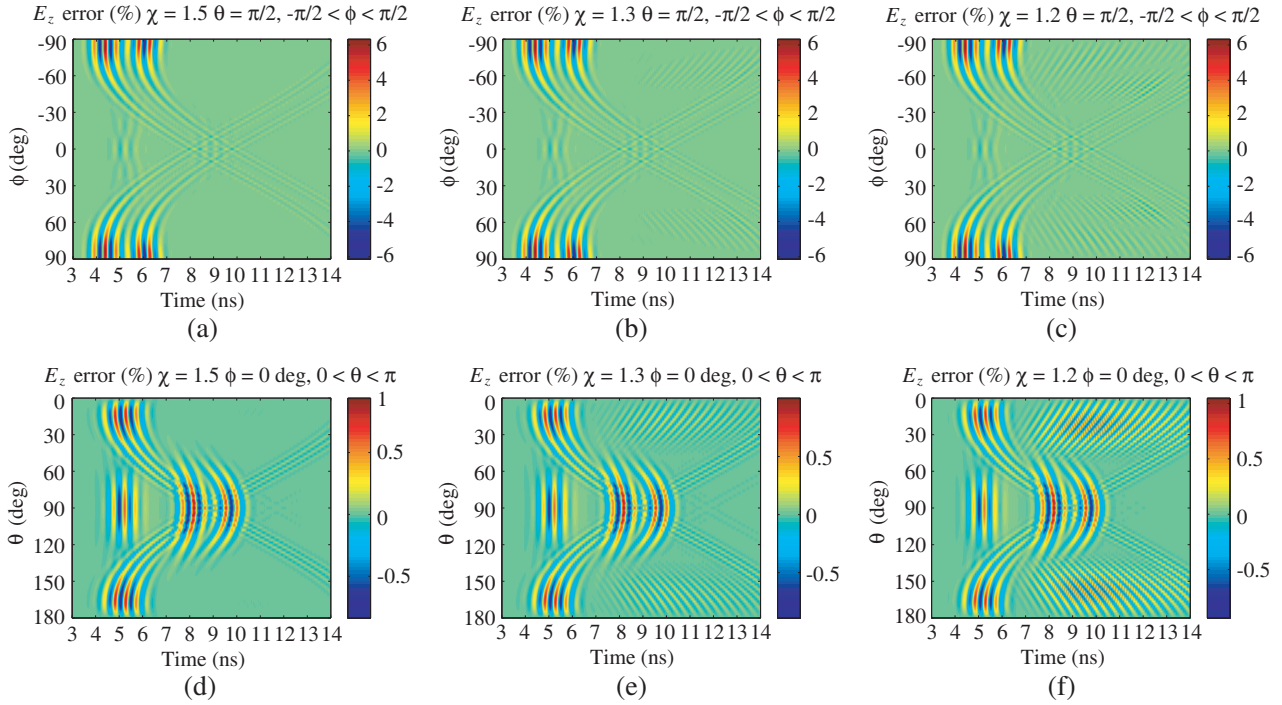 E_z error (%) χ = 1.5 θ = π/2, -π/2 < ϕ < π/2
-90
-60
-30
0
30
60
90
ϕ (deg)
3 4 5 6 7 8 9 10 11 12 13 14
Time (ns)
6
4
2
0
-2
-4
-6
(a)
E_z error (%) χ = 1.3 θ = π/2, -π/2 < ϕ < π/2
-90
-60
-30
0
30
60
90
ϕ (deg)
3 4 5 6 7 8 9 10 11 12 13 14
Time (ns)
6
4
2
0
-2
-4
-6
(b)
E_z error (%) χ = 1.2 θ = π/2, -π/2 < ϕ < π/2
-90
-60
-30
0
30
60
90
ϕ (deg)
3 4 5 6 7 8 9 10 11 12 13 14
Time (ns)
6
4
2
0
-2
-4
-6
(c)
E_z error (%) χ = 1.5 ϕ = 0 deg, 0 < θ < π
0
30
60
90
120
150
180
θ (deg)
3 4 5 6 7 8 9 10 11 12 13 14
Time (ns)
1
0.5
0
-0.5
(d)
E_z error (%) χ = 1.3 ϕ = 0 deg, 0 < θ < π
0
30
60
90
120
150
180
θ (deg)
3 4 5 6 7 8 9 10 11 12 13 14
Time (ns)
0.5
0
-0.5
(e)
E_z error (%) χ = 1.2 ϕ = 0 deg, 0 < θ < π
0
30
60
90
120
150
180
θ (deg)
3 4 5 6 7 8 9 10 11 12 13 14
Time (ns)
1
0.5
0
-0.5
(f)